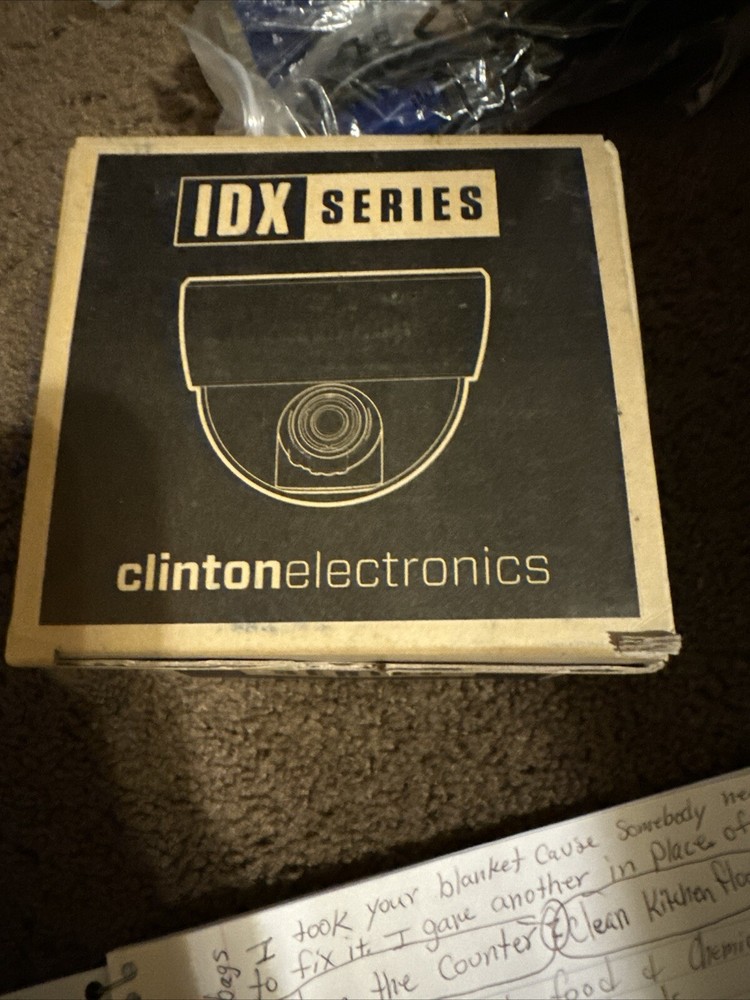 IDX SERIES
clintonelectronics
I took your blanket Cause Somebody
to fix it. I gave another in Place of
the Counter Clean Kitchen
food &
bags